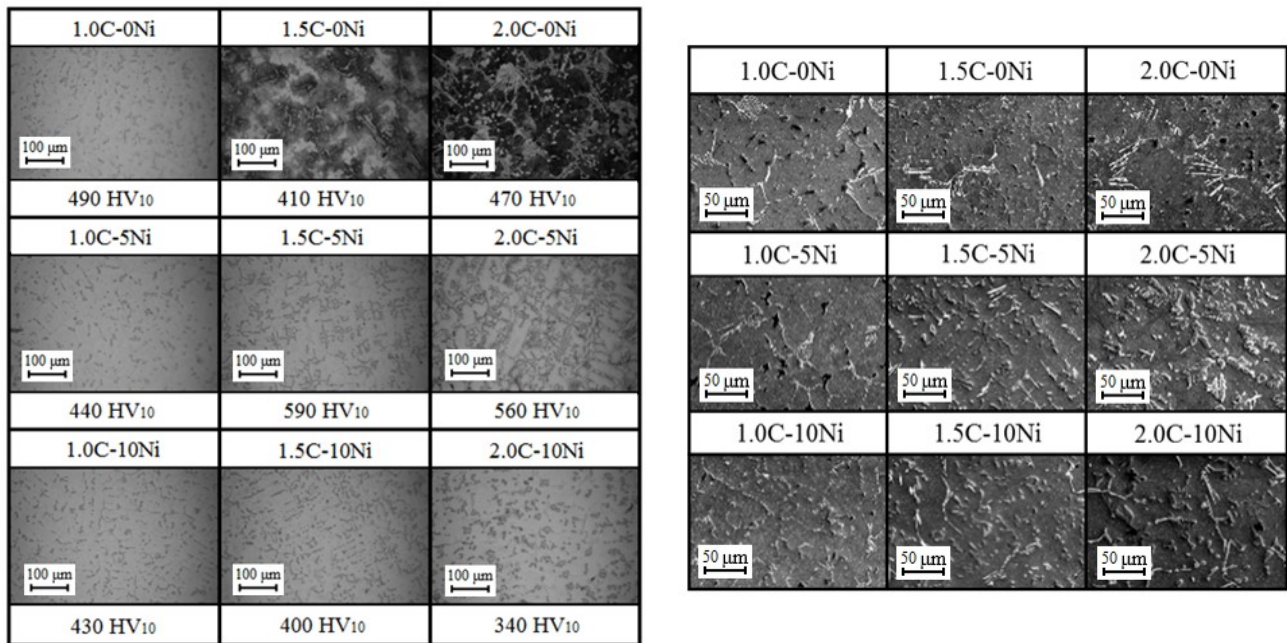 1.0C-0Ni 1.5C-0Ni 2.0C-0Ni
100 µm 100 µm 100 µm
490 HV10 410 HV10 470 HV10
1.0C-5Ni 1.5C-5Ni 2.0C-5Ni
100 µm 100 µm 100 µm
440 HV10 590 HV10 560 HV10
1.0C-10Ni 1.5C-10Ni 2.0C-10Ni
100 µm 100 µm 100 µm
430 HV10 400 HV10 340 HV10
1.0C-0Ni 1.5C-0Ni 2.0C-0Ni
50 µm 50 µm 50 µm
1.0C-5Ni 1.5C-5Ni 2.0C-5Ni
50 µm 50 µm 50 µm
1.0C-10Ni 1.5C-10Ni 2.0C-10Ni
50 µm 50 µm 50 µm